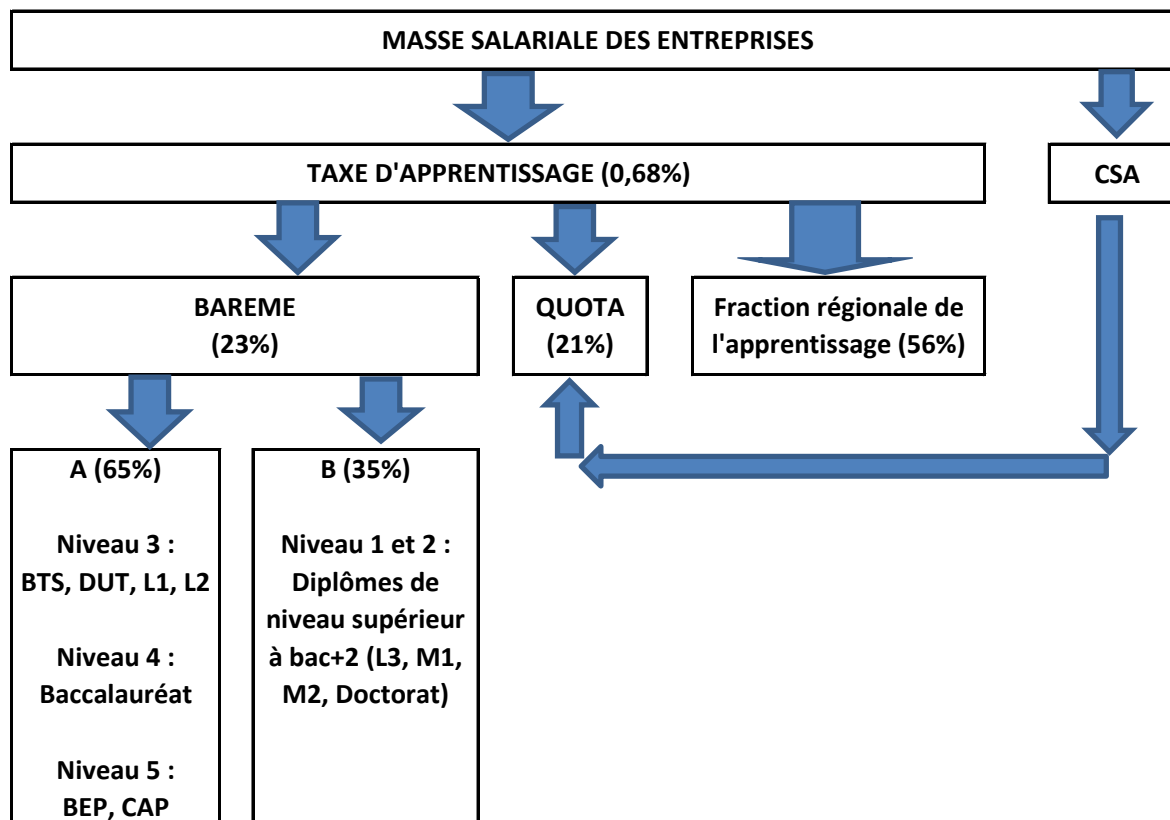 MASSE SALARIALE DES ENTREPRISES
TAXE D'APPRENTISSAGE (0,68%)
CSA
BAREME
(23%)
QUOTA
(21%)
Fraction régionale de
l'apprentissage (56%)
A (65%)
Niveau 3 :
BTS, DUT, L1, L2
Niveau 4 :
Baccalauréat
Niveau 5 :
BEP, CAP
B (35%)
Niveau 1 et 2 :
Diplômes de
niveau supérieur
à bac+2 (L3, M1,
M2, Doctorat)